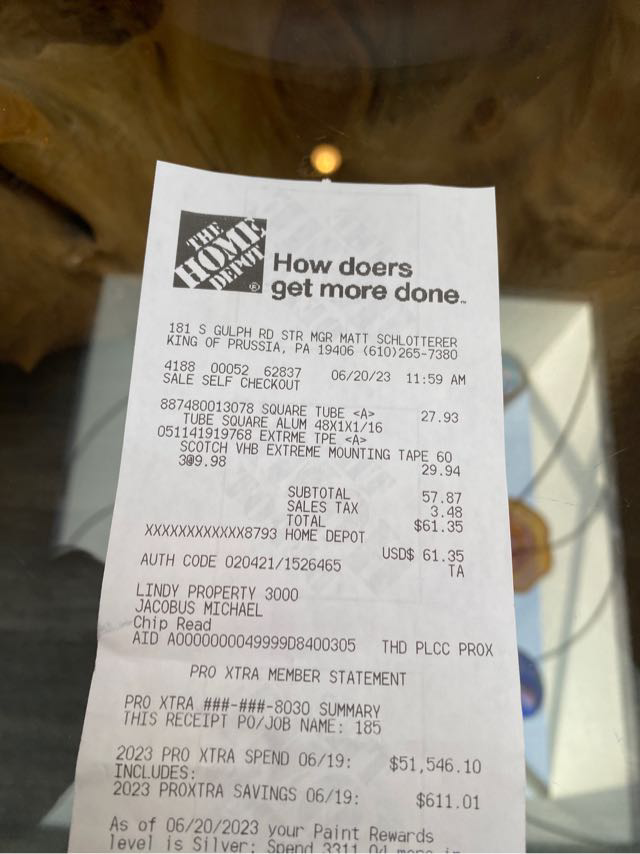 THE
HOME
DEPOT
How doers
get more done.
181 S GULPH RD STR MGR MATT SCHLOTTERER
KING OF PRUSSIA, PA 19406 (610)265-7380
4188 00052 62837 06/20/23 11:59 AM
SALE SELF CHECKOUT
887480013078 SQUARE TUBE <A> 27.93
TUBE SQUARE ALUM 48X1X1/16
051141919768 EXTRME TPE <A>
SCOTCH VHB EXTREME MOUNTING TAPE 60
3@9.98 29.94
SUBTOTAL 57.87
SALES TAX 3.48
TOTAL $61.35
XXXXXXXXXXXX8793 HOME DEPOT
USD$ 61.35
AUTH CODE 020421/1526465 TA
LINDY PROPERTY 3000
JACOBUS MICHAEL
Chip Read
AID A0000000049999D8400305 THD PLCC PROX
PRO XTRA MEMBER STATEMENT
PRO XTRA ###-###-8030 SUMMARY
THIS RECEIPT PO/JOB NAME: 185
2023 PRO XTRA SPEND 06/19: $51,546.10
INCLUDES:
2023 PROXTRA SAVINGS 06/19: $611.01
As of 06/20/2023 your Paint Rewards
level is Silver; Spend